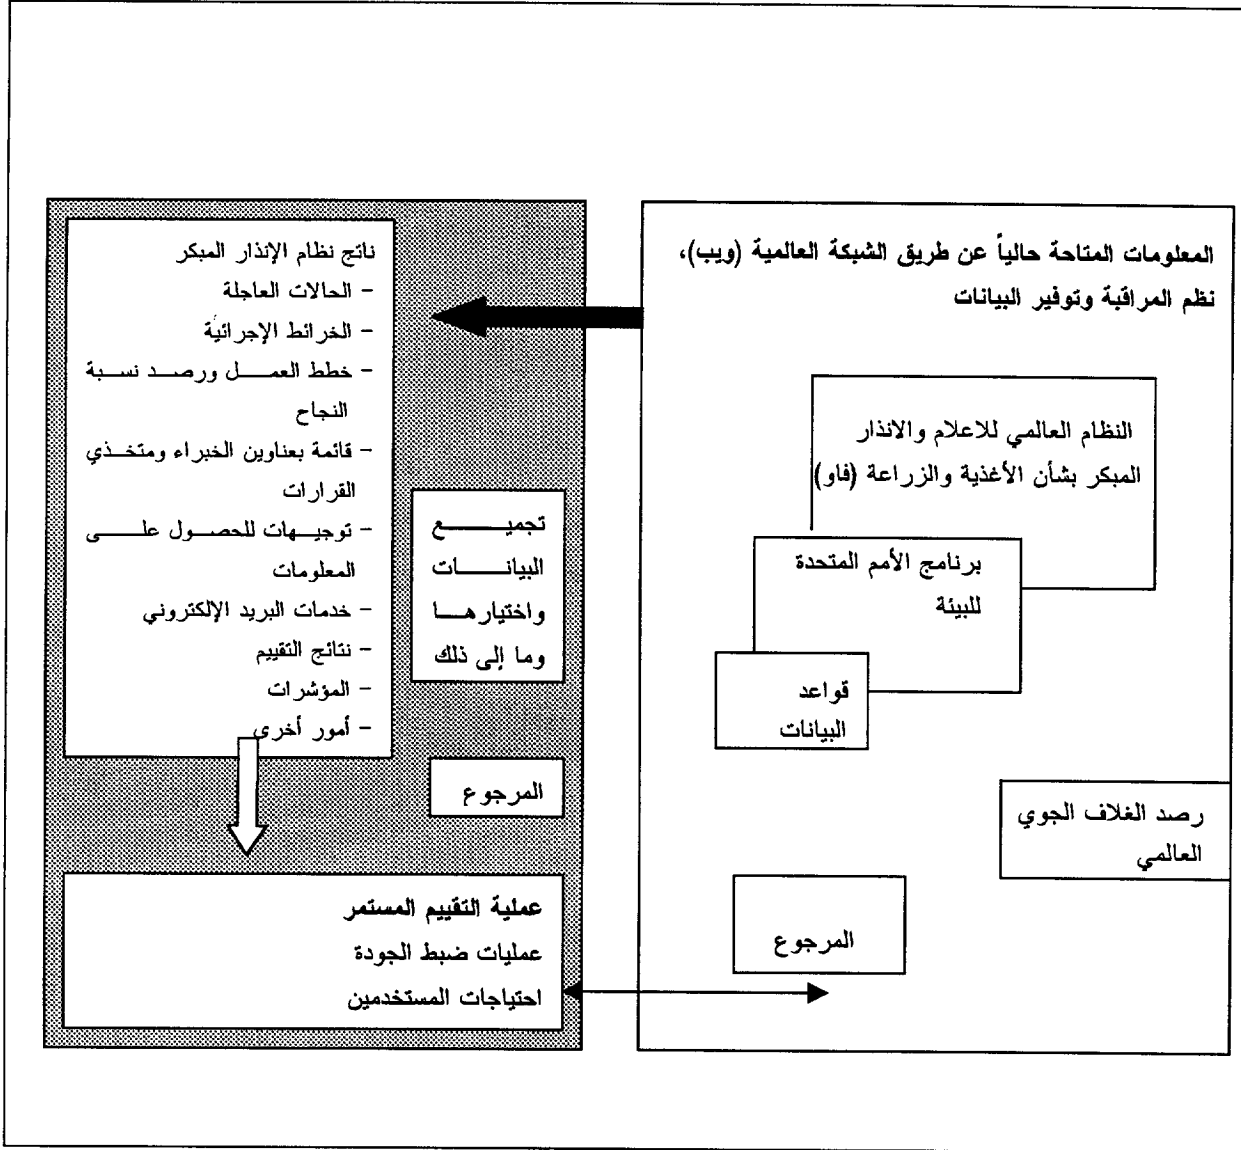 المعلومات المتاحة حالياً عن طريق الشبكة العالمية (ويب)،
نظم المراقبة وتوفير البيانات
النظام العالمي للاعلام والانذار
المبكر بشأن الأغذية والزراعة (فاو)
برنامج الأمم المتحدة
للبيئة
قواعد
البيانات
رصد الغلاف الجوي
العالمي
المرجوع
ناتج نظام الإنذار المبكر
- الحالات العاجلة
- الخرائط الإجرائية
- خطط العمل ورصد نسبة
النجاح
- قائمة بعناوين الخبراء ومتخذي
القرارات
- توجيهات للحصول على
المعلومات
- خدمات البريد الإلكتروني
- نتائج التقييم
- المؤشرات
- أمور أخرى
تجميع
البيانات
واختيارها
وما إلى ذلك
المرجوع
عملية التقييم المستمر
عمليات ضبط الجودة
احتياجات المستخدمين